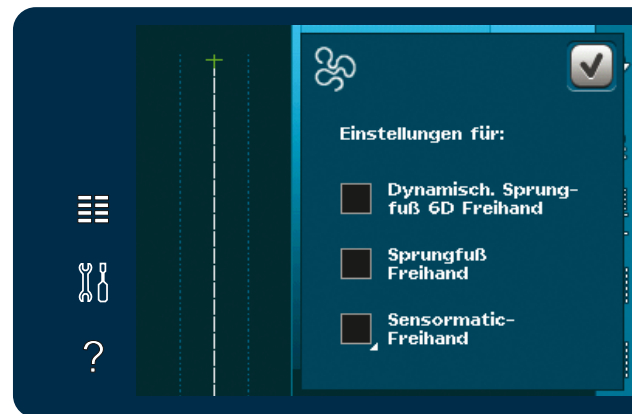 Einstellungen für:
Dynamisch. Sprung-
fuß 6D Freihand
Sprungfuß
Freihand
Sensormatic-
Freihand
?